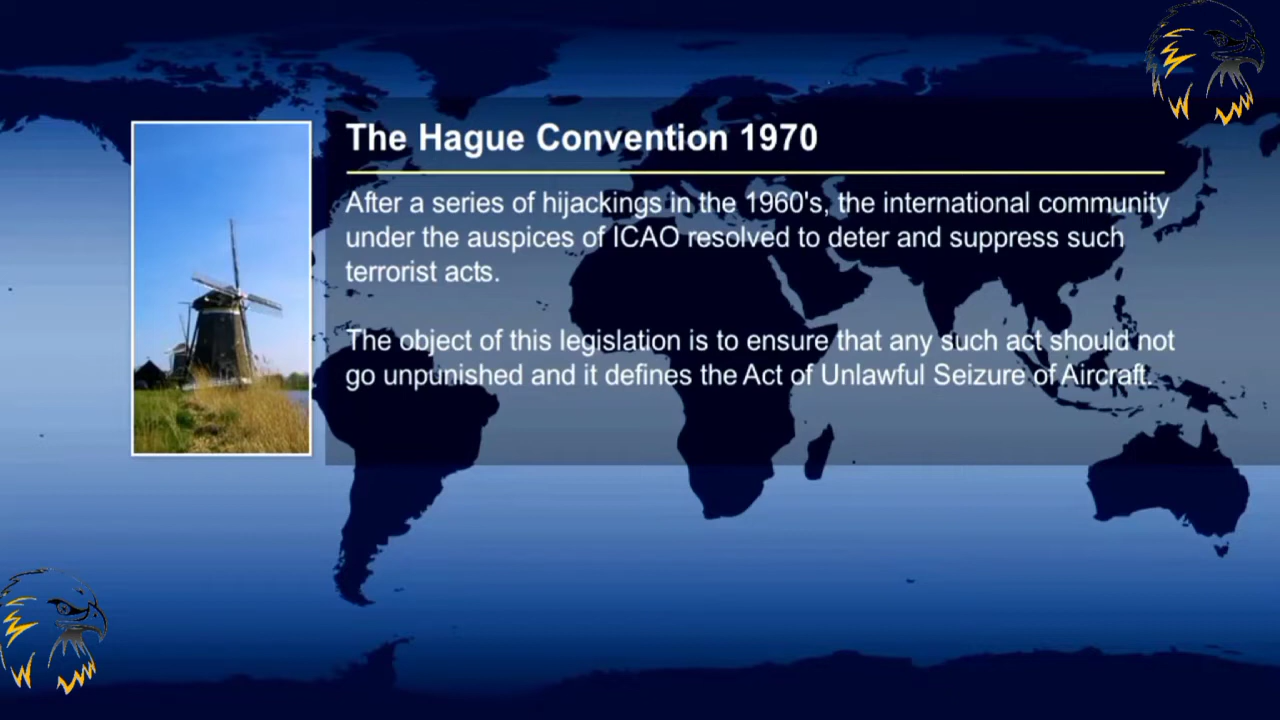 The Hague Convention 1970
After a series of hijackings in the 1960's, the international community
under the auspices of ICAO resolved to deter and suppress such
terrorist acts.
The object of this legislation is to ensure that any such act should not
go unpunished and it defines the Act of Unlawful Seizure of Aircraft.